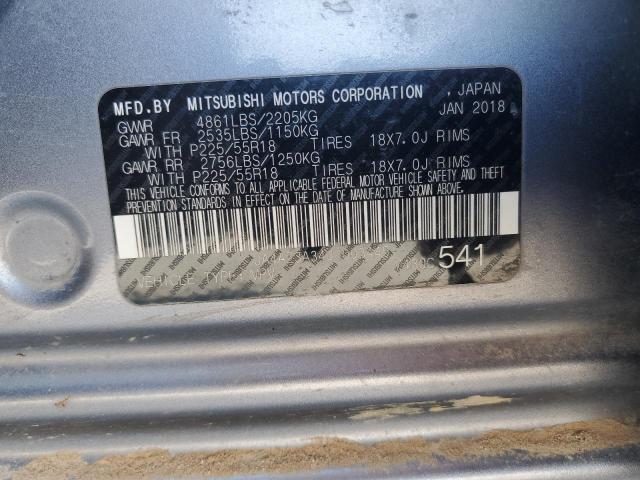 MFD.BY MITSUBISHI MOTORS CORPORATION , JAPAN
GVWR 4861LBS/2205KG JAN 2018
GAWR FR 2535LBS/1150KG
WITH P225/55R18 TIRES 18X7.0J RIMS
GAWR RR 2756LBS/1250KG
WITH P225/55R18 TIRES 18X7.0J RIMS
THIS VEHICLE CONFORMS TO ALL APPLICABLE FEDERAL MOTOR VEHICLE SAFETY AND THEFT
PREVENTION STANDARDS IN EFFECT ON THE DATE OF MANUFACTURE SHOWN ABOVE.
VEHICLE TYPE: MPV 541